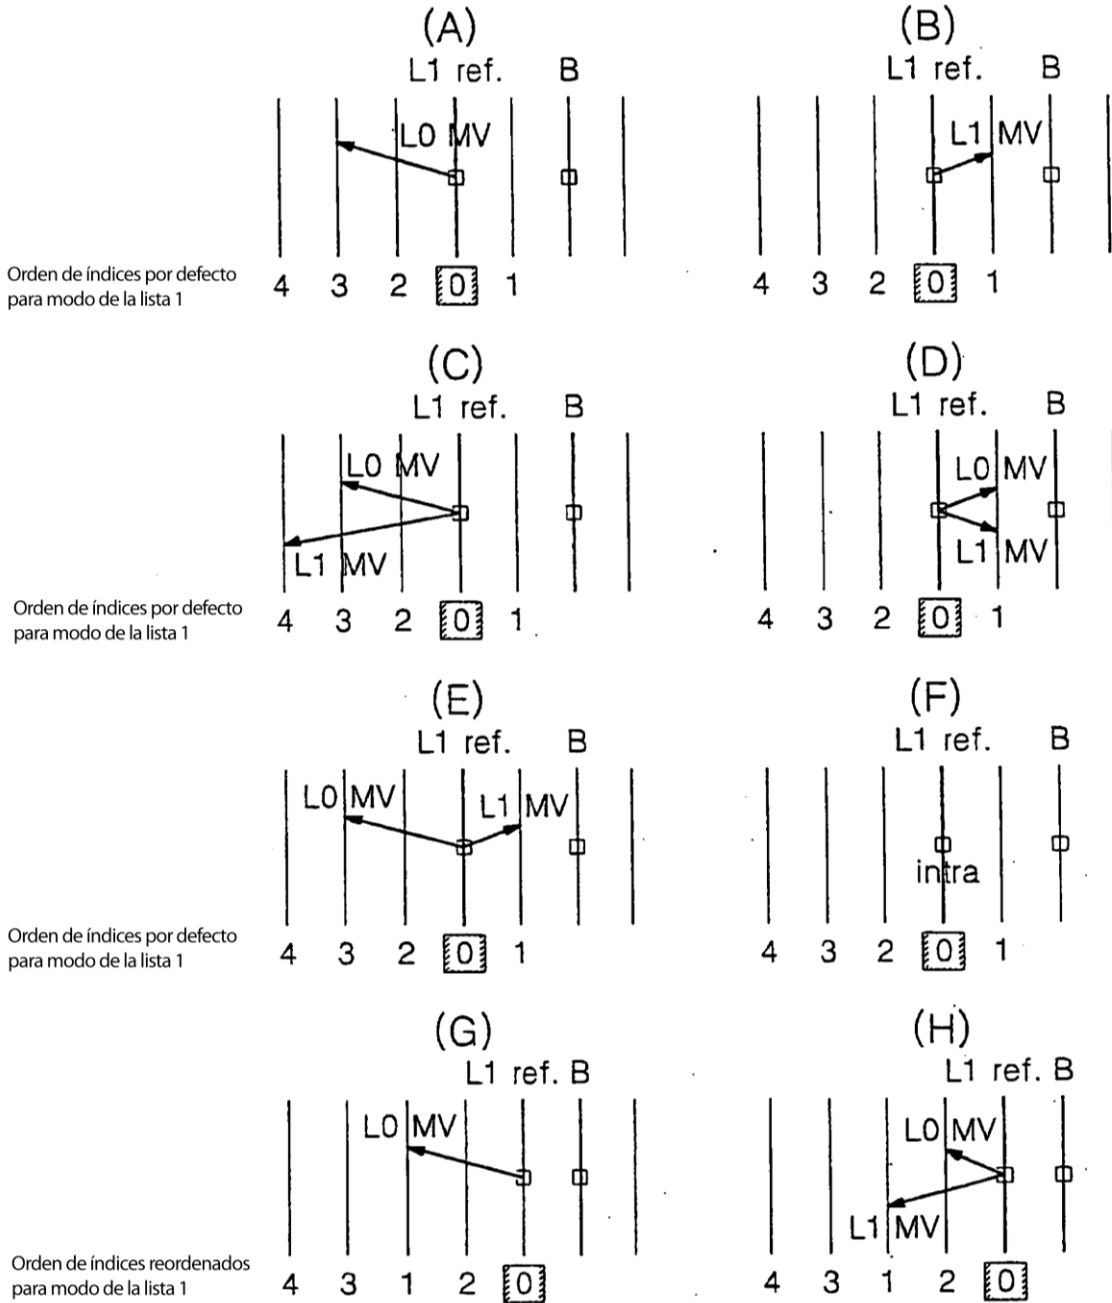 (A)
L1 ref. B
L0 MV
Orden de índices por defecto
para modo de la lista 1
4 3 2 0 1
(B)
L1 ref. B
L1 MV
4 3 2 0 1
(C)
L1 ref. B
L0 MV
L1 MV
Orden de índices por defecto
para modo de la lista 1
4 3 2 0 1
(D)
L1 ref. B
L0 MV
L1 MV
4 3 2 0 1
(E)
L1 ref. B
L0 MV L1 MV
Orden de índices por defecto
para modo de la lista 1
4 3 2 0 1
(F)
L1 ref. B
intra
4 3 2 0 1
(G)
L1 ref. B
L0 MV
Orden de índices reordenados
para modo de la lista 1
4 3 1 2 0
(H)
L1 ref. B
L0 MV
L1 MV
4 3 1 2 0